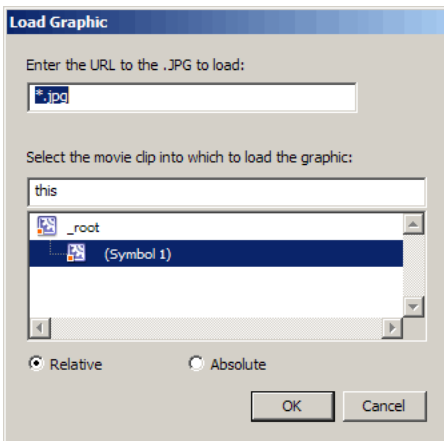 Load Graphic
Enter the URL to the .JPG to load:
*.jpg
Select the movie clip into which to load the graphic:
this
_root
(Symbol 1)
Relative Absolute
OK Cancel